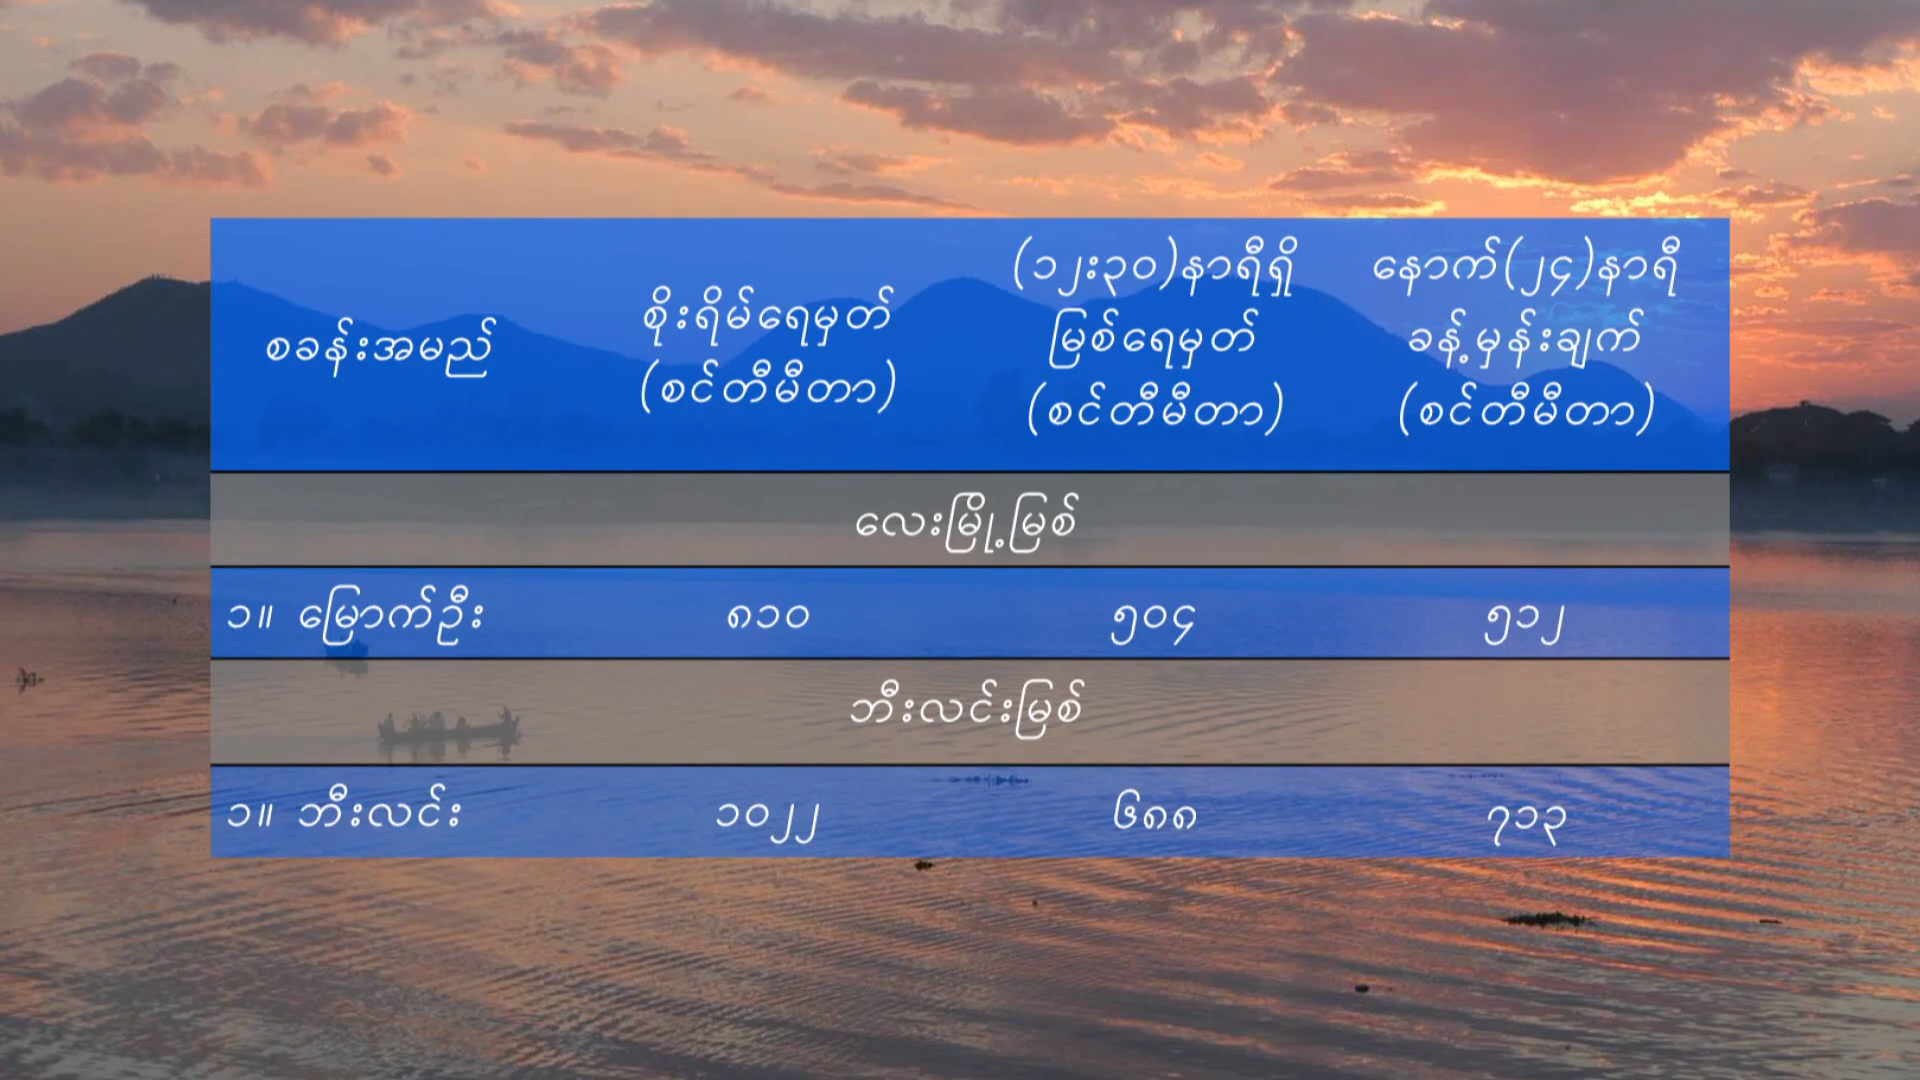 စခန်းအမည်
စိုးရိမ်ရေမှတ်
(စင်တီမီတာ)
(၁၂း၃၀)နာရီရှိ
မြစ်ရေမှတ်
(စင်တီမီတာ)
နောက်(၂၄)နာရီ
ခန့်မှန်းချက်
(စင်တီမီတာ)
လေးမြို့မြစ်
၁။ မြောက်ဦး ၈၁၀ ၅၀၄ ၅၁၂
ဘီးလင်းမြစ်
၁။ ဘီးလင်း ၁၀၂၂ ၆၈၈ ၇၁၃